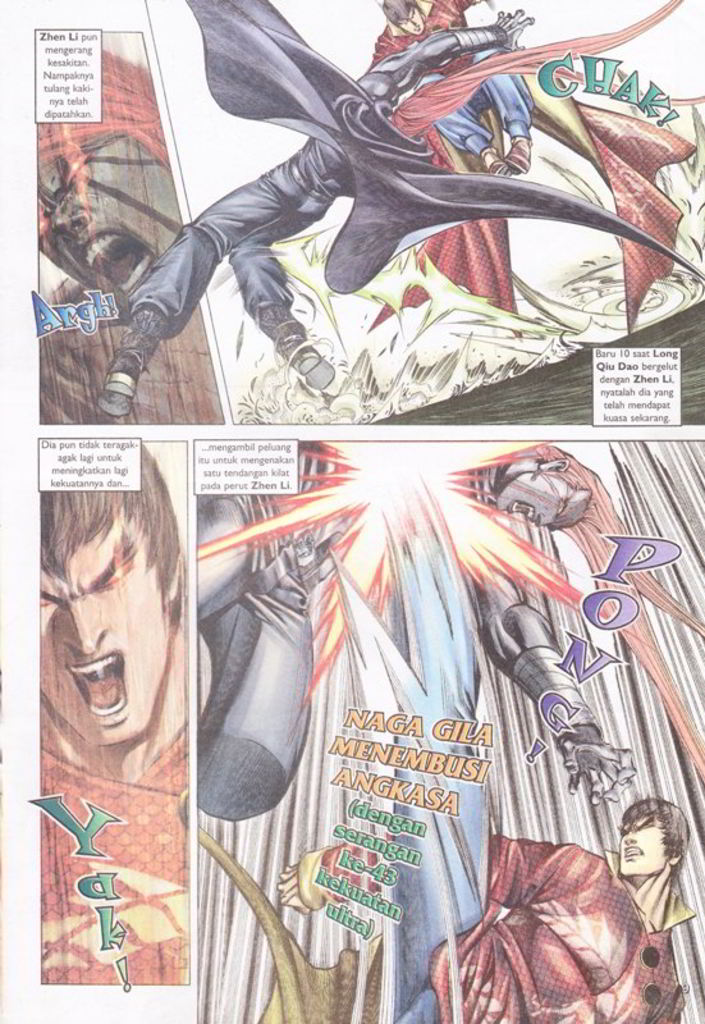 Zhen Li pun
mengerang
kesakitan.
Nampaknya
tulang kaki-
nya telah
dipatahkan.
CHAK!
Argh!
Baru 10 saat Long
Qiu Dao bergelut
dengan Zhen Li,
nyatalah dia yang
telah mendapat
kuasa sekarang.
Dia pun tidak teragak-
agak lagi untuk
meningkatkan lagi
kekuatannya dan...
...mengambil peluang
itu untuk mengenakan
satu tendangan kilat
pada perut Zhen Li.
PONG!
NAGA GILA
MENEMBUSI
ANGKASA
(dengan
serangan
ke-43
kekuatan
ultra)
Yak!
9